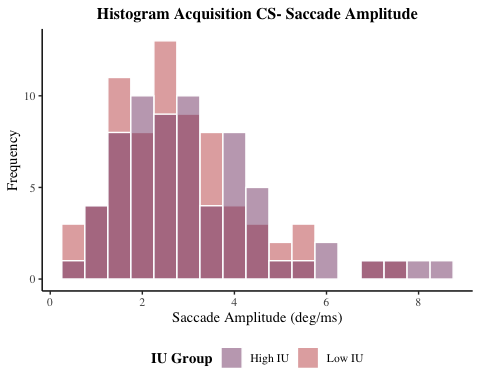 Histogram Acquisition CS- Saccade Amplitude
Frequency
10
5
0
0 2 4 6 8
Saccade Amplitude (deg/ms)
IU Group High IU Low IU